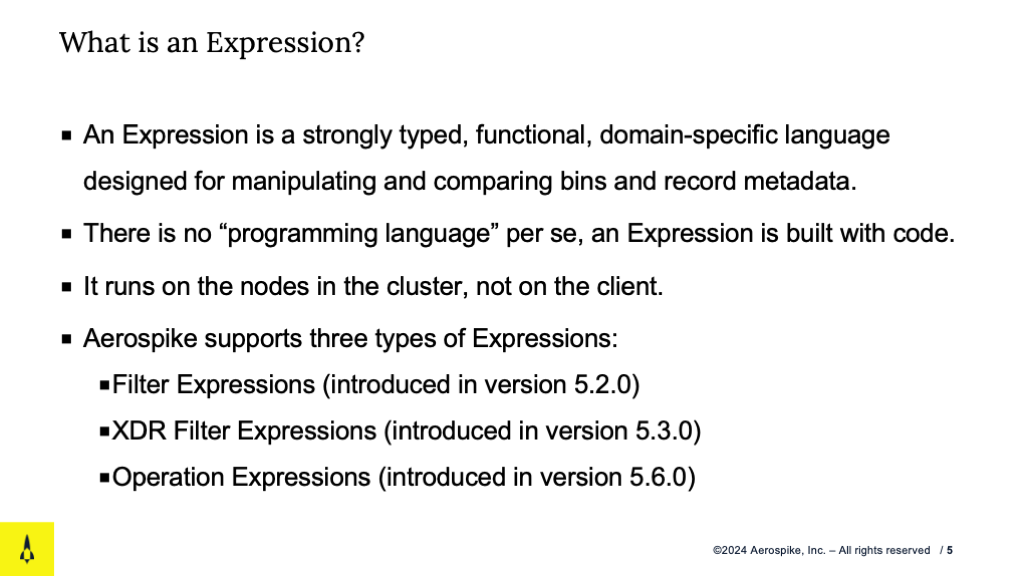 What is an Expression?
▪ An Expression is a strongly typed, functional, domain-specific language
designed for manipulating and comparing bins and record metadata.
▪ There is no “programming language” per se, an Expression is built with code.
▪ It runs on the nodes in the cluster, not on the client.
▪ Aerospike supports three types of Expressions:
▪Filter Expressions (introduced in version 5.2.0)
▪XDR Filter Expressions (introduced in version 5.3.0)
▪Operation Expressions (introduced in version 5.6.0)
©2024 Aerospike, Inc. – All rights reserved / 5